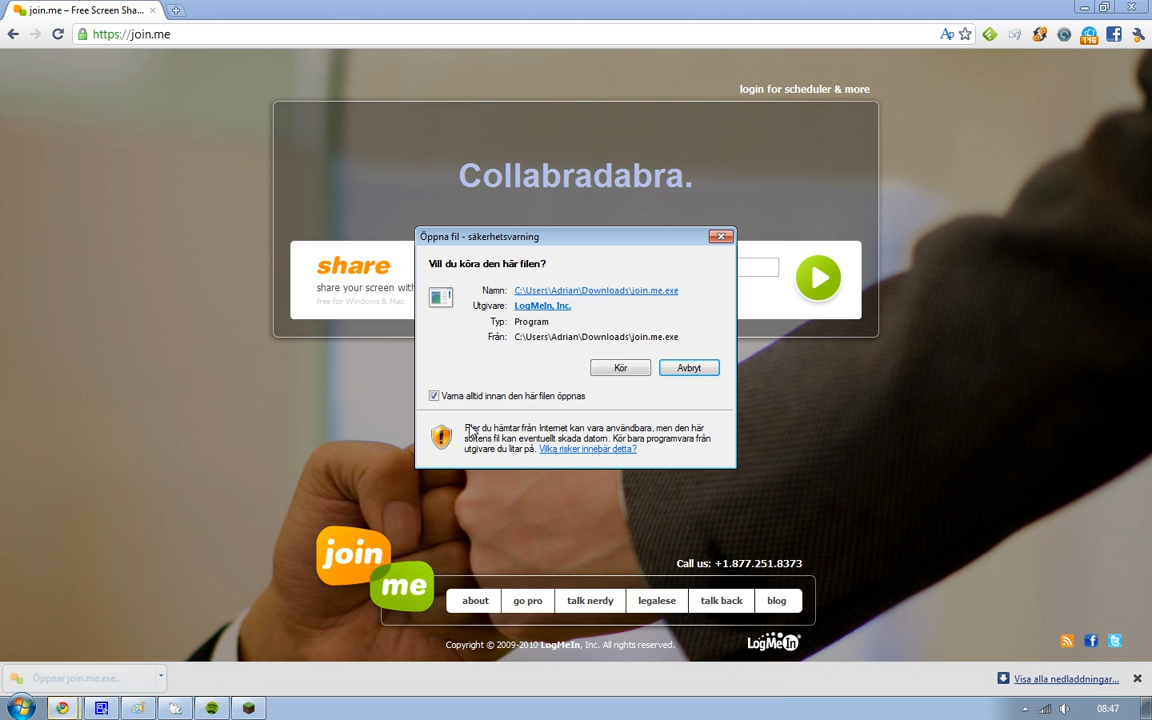 join.me – Free Screen Sha...
https://join.me
116
login for scheduler & more
Collabradabra.
share
share your screen with
free for Windows & Mac
Öppna fil - säkerhetsvarning
Vill du köra den här filen?
Namn: C:\Users\Adrian\Downloads\join.me.exe
Utgivare: LogMeIn, Inc.
Typ: Program
Från: C:\Users\Adrian\Downloads\join.me.exe
Kör
Avbryt
Varna alltid innan den här filen öppnas
Filer du hämtar från Internet kan vara användbara, men den här
sortens fil kan eventuellt skada datorn. Kör bara programvara från
utgivare du litar på. Vilka risker innebär detta?
join
me
Call us: +1.877.251.8373
about
go pro
talk nerdy
legalese
talk back
blog
Copyright © 2009-2010 LogMeIn, Inc. All rights reserved.
LogMeIn
Öppnar join.me.exe...
Visa alla nedladdningar...
08:47